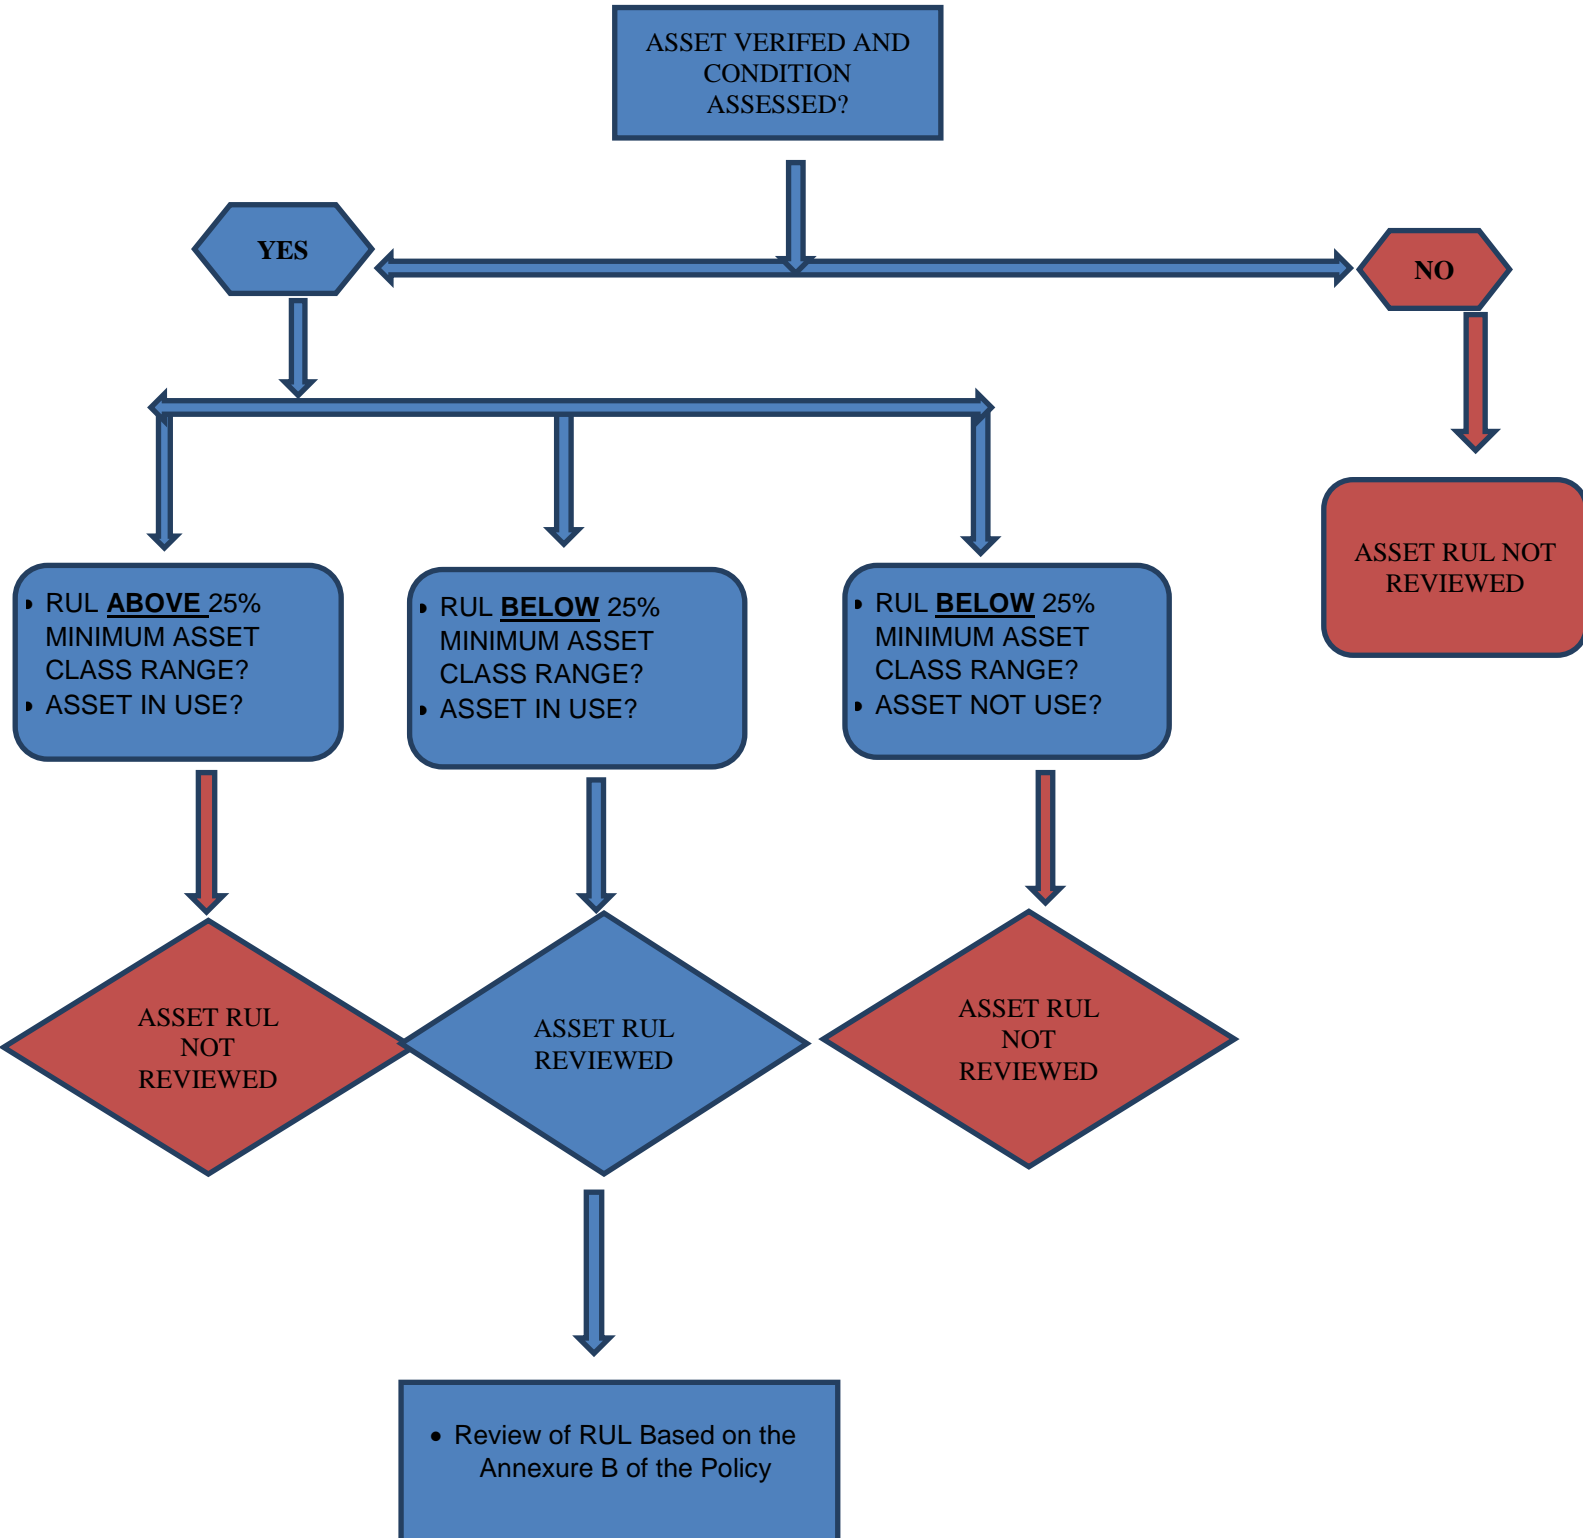 ASSET VERIFED AND
CONDITION
ASSESSED?
YES
NO
• RUL ABOVE 25%
MINIMUM ASSET
CLASS RANGE?
• ASSET IN USE?
• RUL BELOW 25%
MINIMUM ASSET
CLASS RANGE?
• ASSET IN USE?
• RUL BELOW 25%
MINIMUM ASSET
CLASS RANGE?
• ASSET NOT USE?
ASSET RUL NOT
REVIEWED
ASSET RUL
NOT
REVIEWED
ASSET RUL
REVIEWED
ASSET RUL
NOT
REVIEWED
• Review of RUL Based on the
Annexure B of the Policy